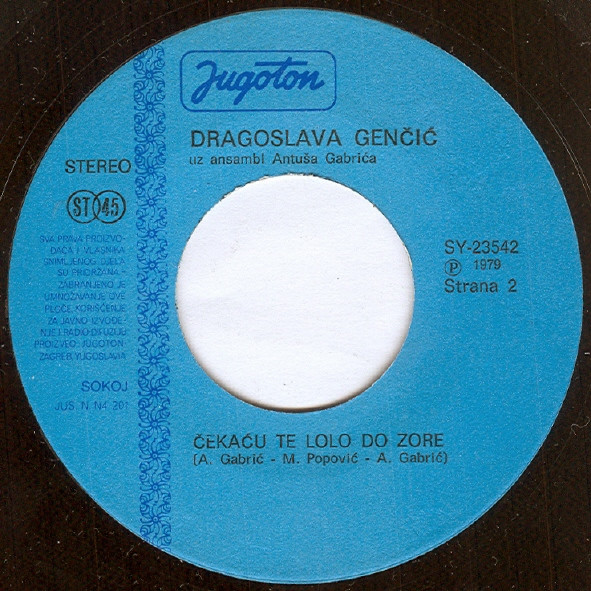 Jugoton
DRAGOSLAVA GENČIĆ
uz ansambl Antuša Gabrića
STEREO
ST 45
SVA PRAVA PROIZVO-
ĐAČA I VLASNIKA
SNIMLJENOG DJELA
SU PRIDRŽANA -
ZABRANJENO JE
UMNOŽAVANJE OVE
PLOČE, KORIŠĆENJE
ZA JAVNO IZVOĐE-
NJE I RADIO-DIFUZIJU
PROIZVEO: JUGOTON-
ZAGREB, YUGOSLAVIA
SOKOJ
JUS. N. N4. 201
SY-23542
℗ 1979
Strana 2
ČEKAĆU TE LOLO DO ZORE
(A. Gabrić - M. Popović - A. Gabrić)